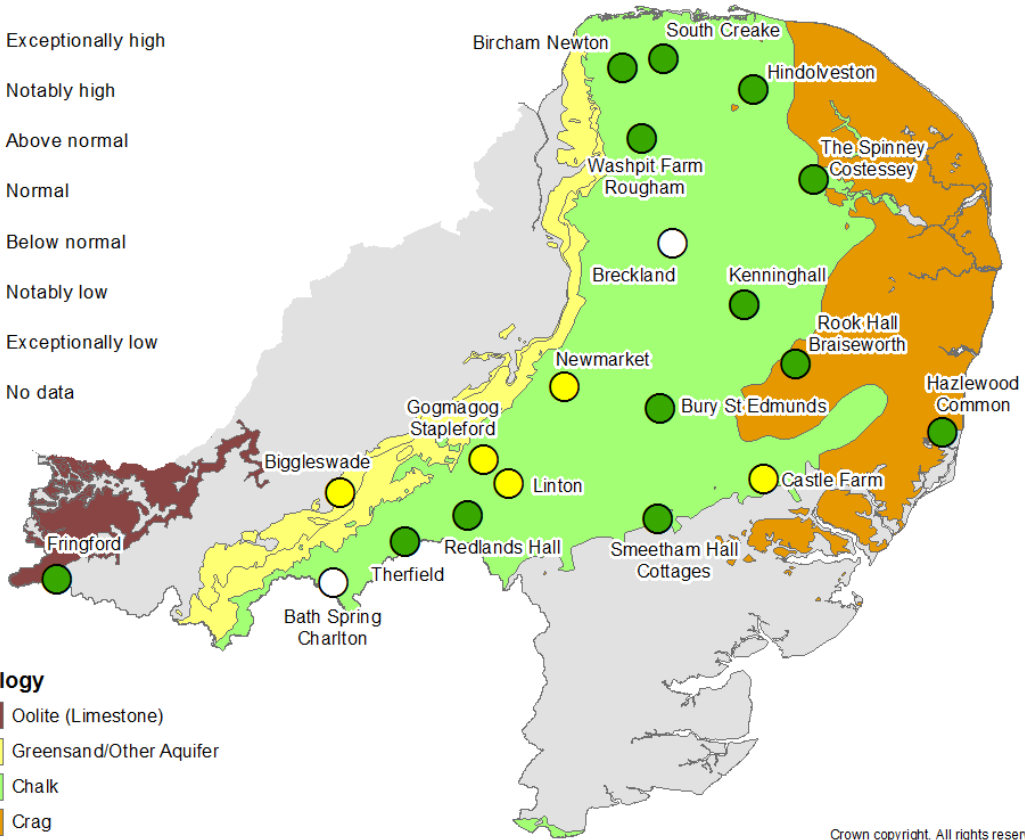 Exceptionally high
Notably high
Above normal
Normal
Below normal
Notably low
Exceptionally low
No data
Bircham Newton
South Creake
Hindolveston
Washpit Farm
Rougham
The Spinney
Costessey
Breckland
Kenninghall
Rook Hall
Braiseworth
Newmarket
Hazlewood
Common
Gogmagog
Stapleford
Bury St Edmunds
Biggleswade
Linton
Castle Farm
Fringford
Redlands Hall
Smeetham Hall
Cottages
Therfield
Bath Spring
Charlton
logy
Oolite (Limestone)
Greensand/Other Aquifer
Chalk
Crag
Crown copyright. All rights reser